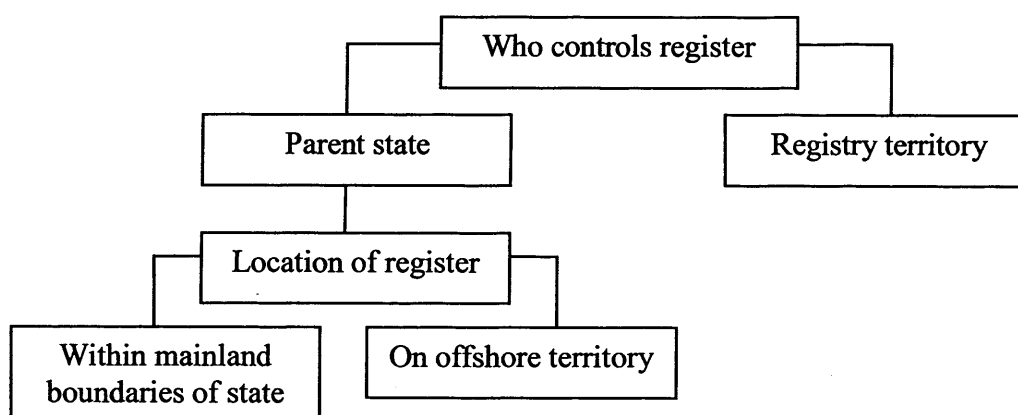 Who controls register
Parent state
Registry territory
Location of register
Within mainland
boundaries of state
On offshore territory